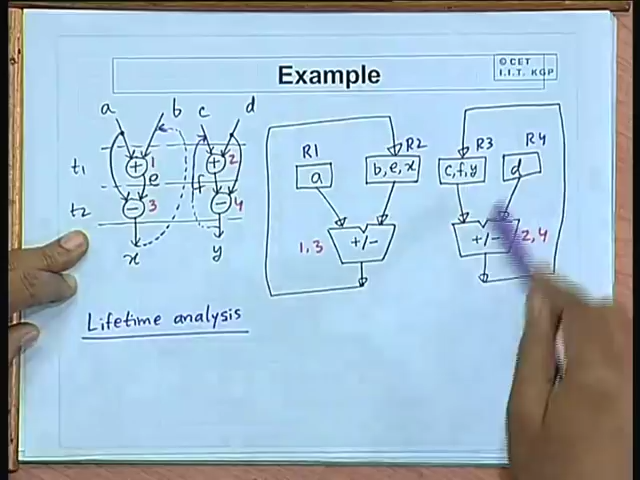 Example
© CET
I.I.T. KGP
a b c d
t1 + 1 + 2
e f
t2 - 3 - 4
x y
R1 R2 R3 R4
a b,e,x c,f,y d
1,3 +/- +/- 2,4
Lifetime analysis